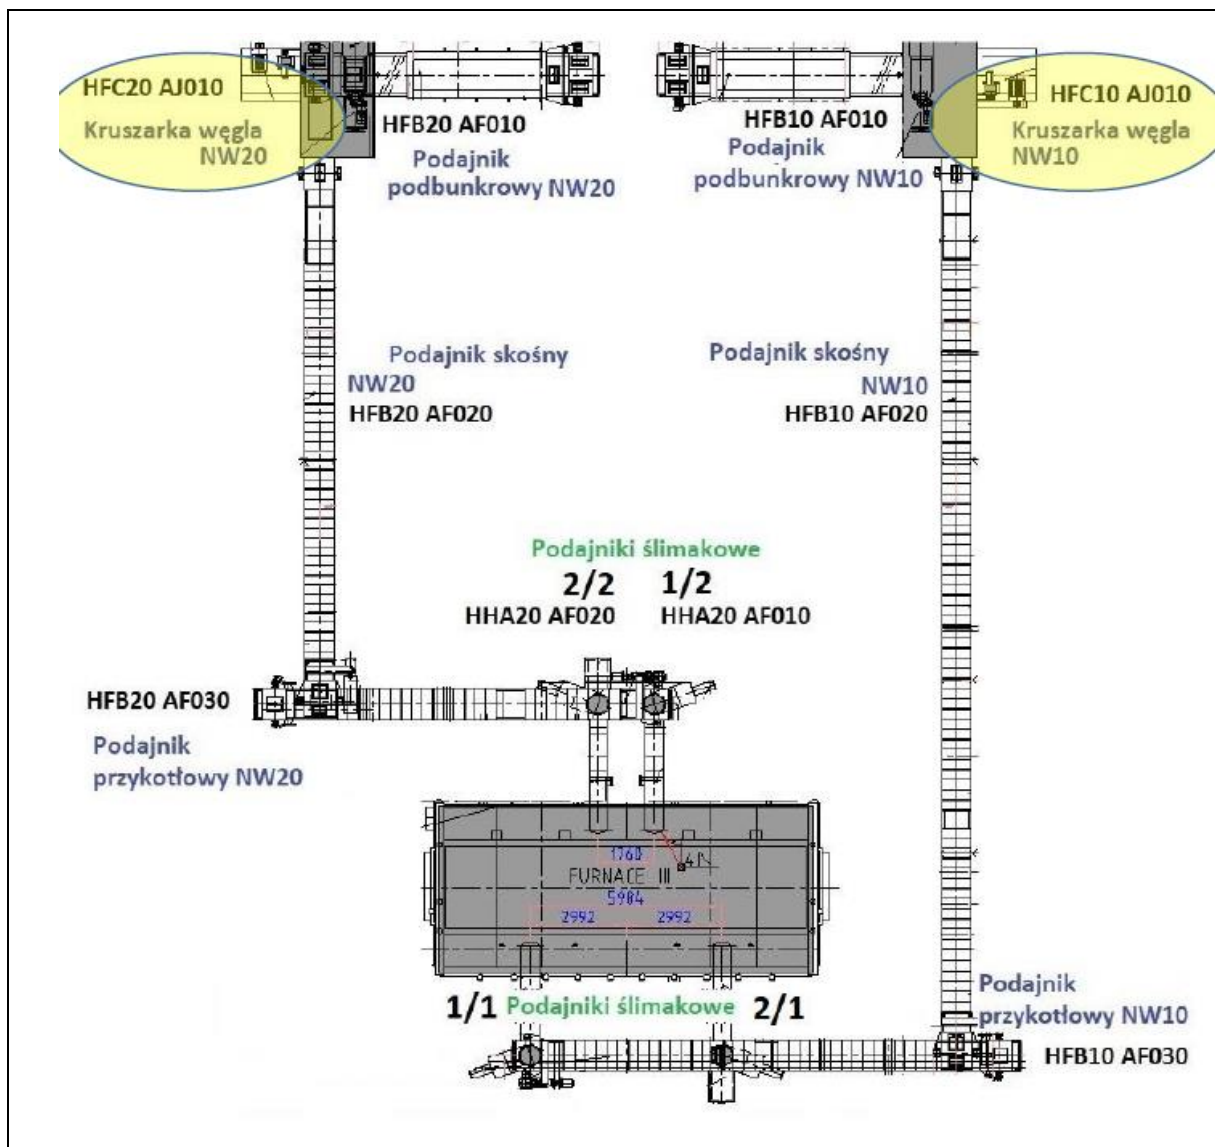 HFC20 AJ010
Kruszarka węgla
NW20
HFB20 AF010
Podajnik
podbunkrowy NW20
HFB10 AF010
Podajnik
podbunkrowy NW10
HFC10 AJ010
Kruszarka węgla
NW10
Podajnik skośny
NW20
HFB20 AF020
Podajnik skośny
NW10
HFB10 AF020
Podajniki ślimakowe
2/2 1/2
HHA20 AF020 HHA20 AF010
HFB20 AF030
Podajnik
przykotłowy NW20
1760
FURNACE III
5984
2992 2992
1/1 Podajniki ślimakowe 2/1
Podajnik
przykotłowy NW10
HFB10 AF030